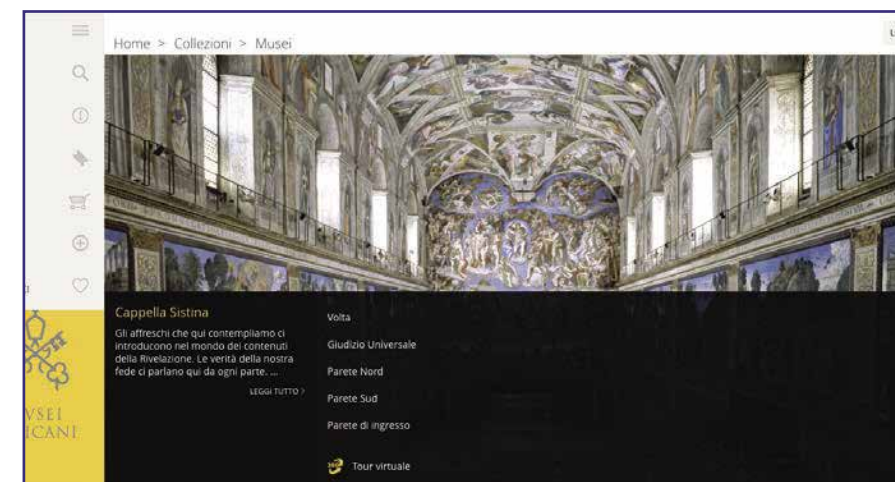 Home > Collezioni > Musei
Cappella Sistina
Gli affreschi che qui contempliamo ci
introducono nel mondo dei contenuti
della Rivelazione. Le verità della nostra
fede ci parlano qui da ogni parte. ...
LEGGI TUTTO >
Volta
Giudizio Universale
Parete Nord
Parete Sud
Parete di ingresso
Tour virtuale
VSEI
ICANI